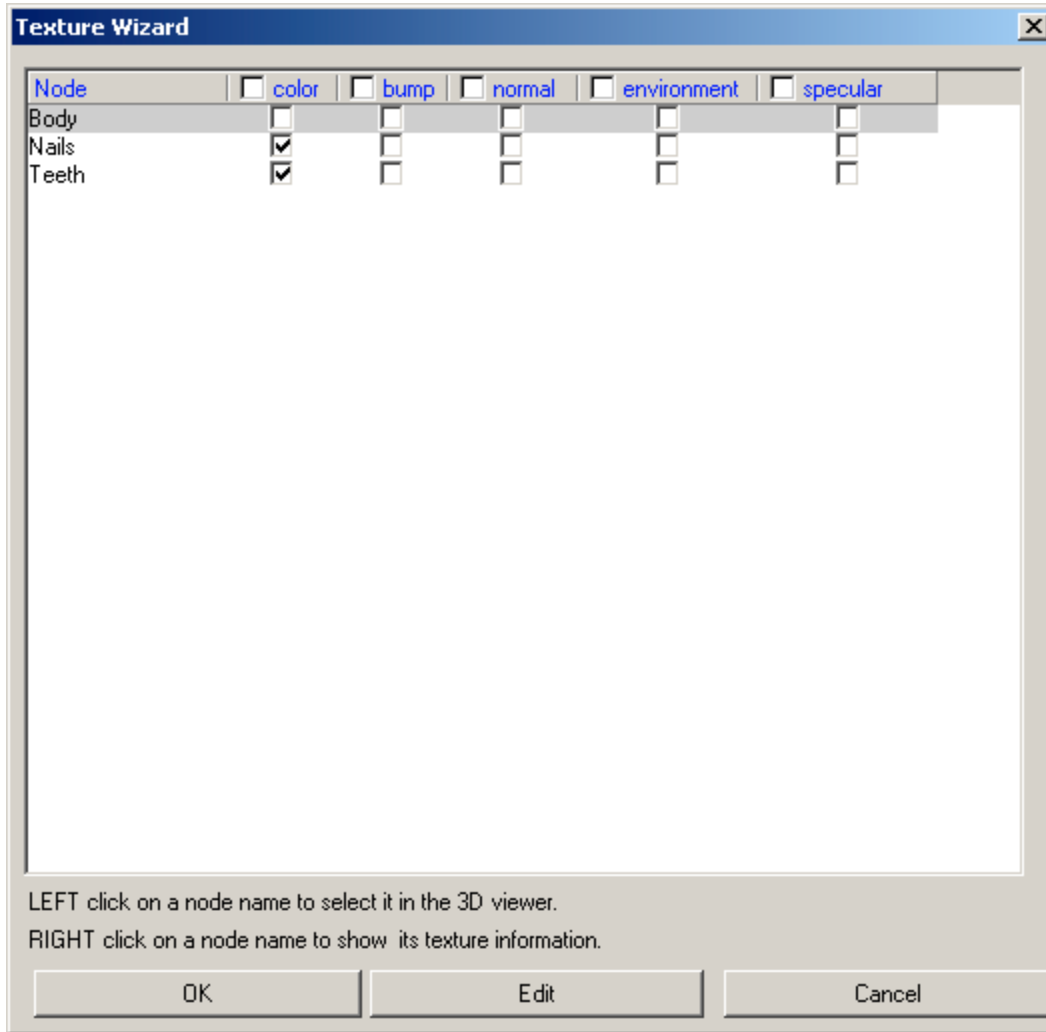 Texture Wizard
Node color bump normal environment specular
Body
Nails
Teeth
LEFT click on a node name to select it in the 3D viewer.
RIGHT click on a node name to show its texture information.
OK Edit Cancel